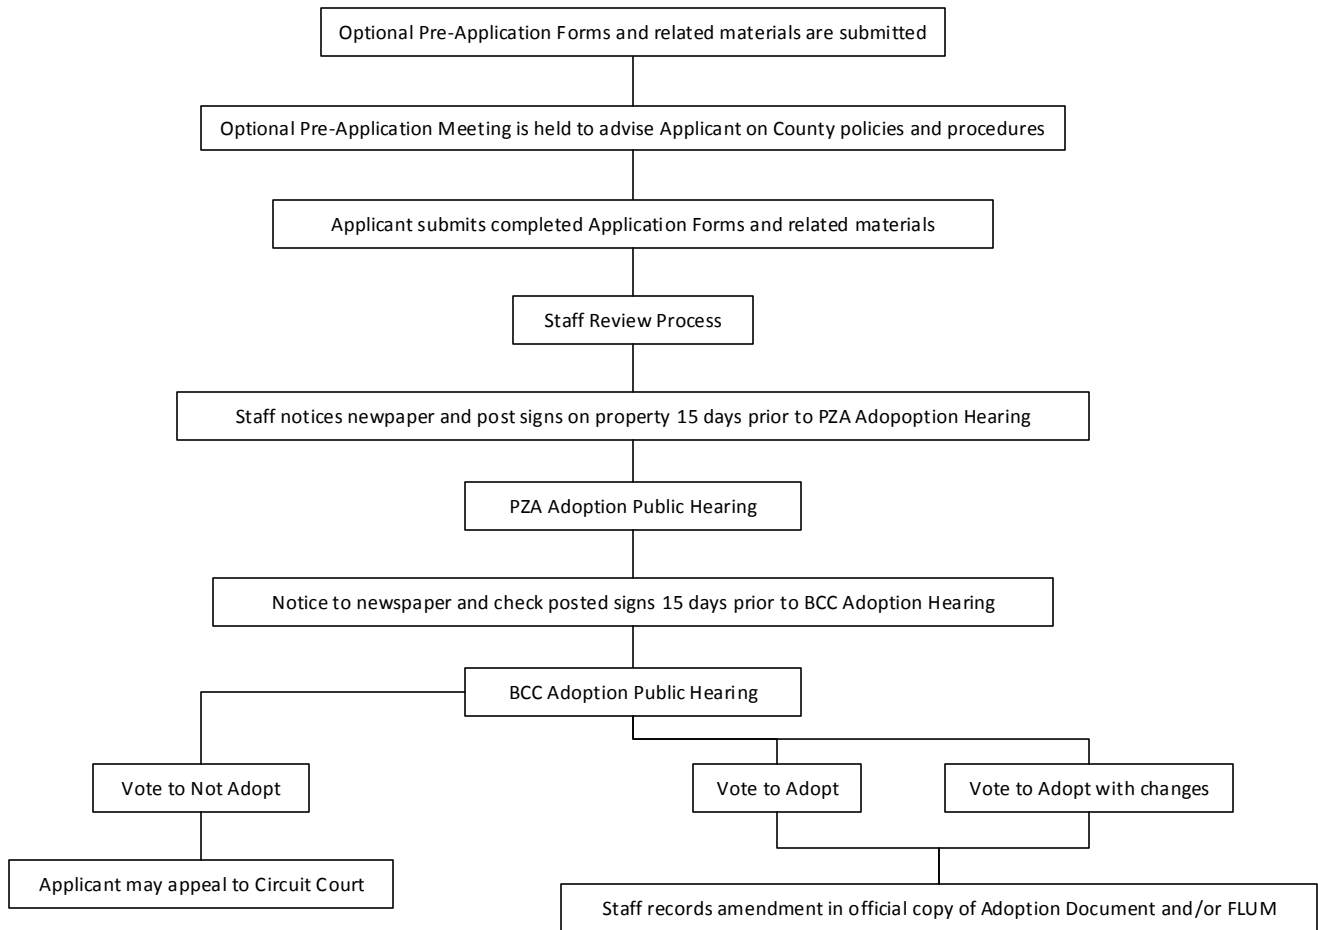 Optional Pre-Application Forms and related materials are submitted
Optional Pre-Application Meeting is held to advise Applicant on County policies and procedures
Applicant submits completed Application Forms and related materials
Staff Review Process
Staff notices newpaper and post signs on property 15 days prior to PZA Adopoption Hearing
PZA Adoption Public Hearing
Notice to newspaper and check posted signs 15 days prior to BCC Adoption Hearing
BCC Adoption Public Hearing
Vote to Not Adopt
Vote to Adopt
Vote to Adopt with changes
Applicant may appeal to Circuit Court
Staff records amendment in official copy of Adoption Document and/or FLUM